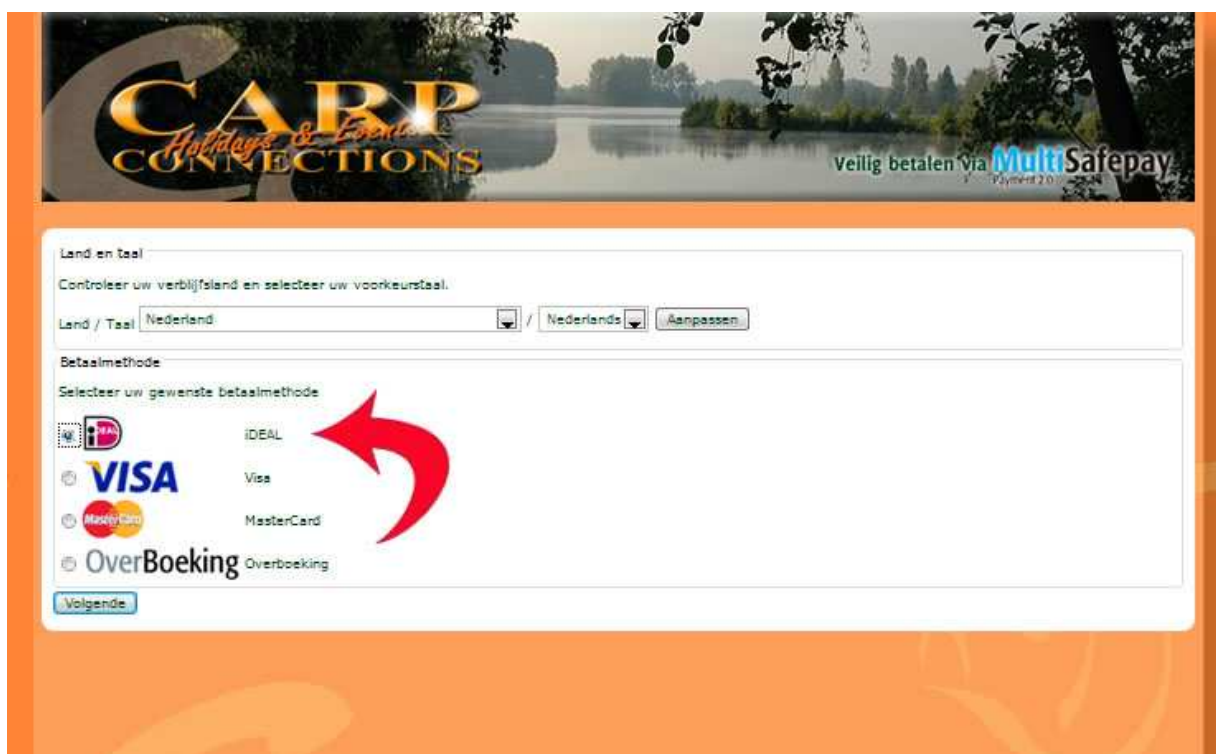 CARP
Holidays & Events
CONNECTIONS
Veilig betalen via MultiSafepay
Payment 2.0
Land en taal
Controleer uw verblijfsland en selecteer uw voorkeurstaal.
Land / Taal Nederland / Nederlands Aanpassen
Betaalmethode
Selecteer uw gewenste betaalmethode
iDEAL iDEAL
VISA Visa
MasterCard MasterCard
OverBoeking Overboeking
Volgende